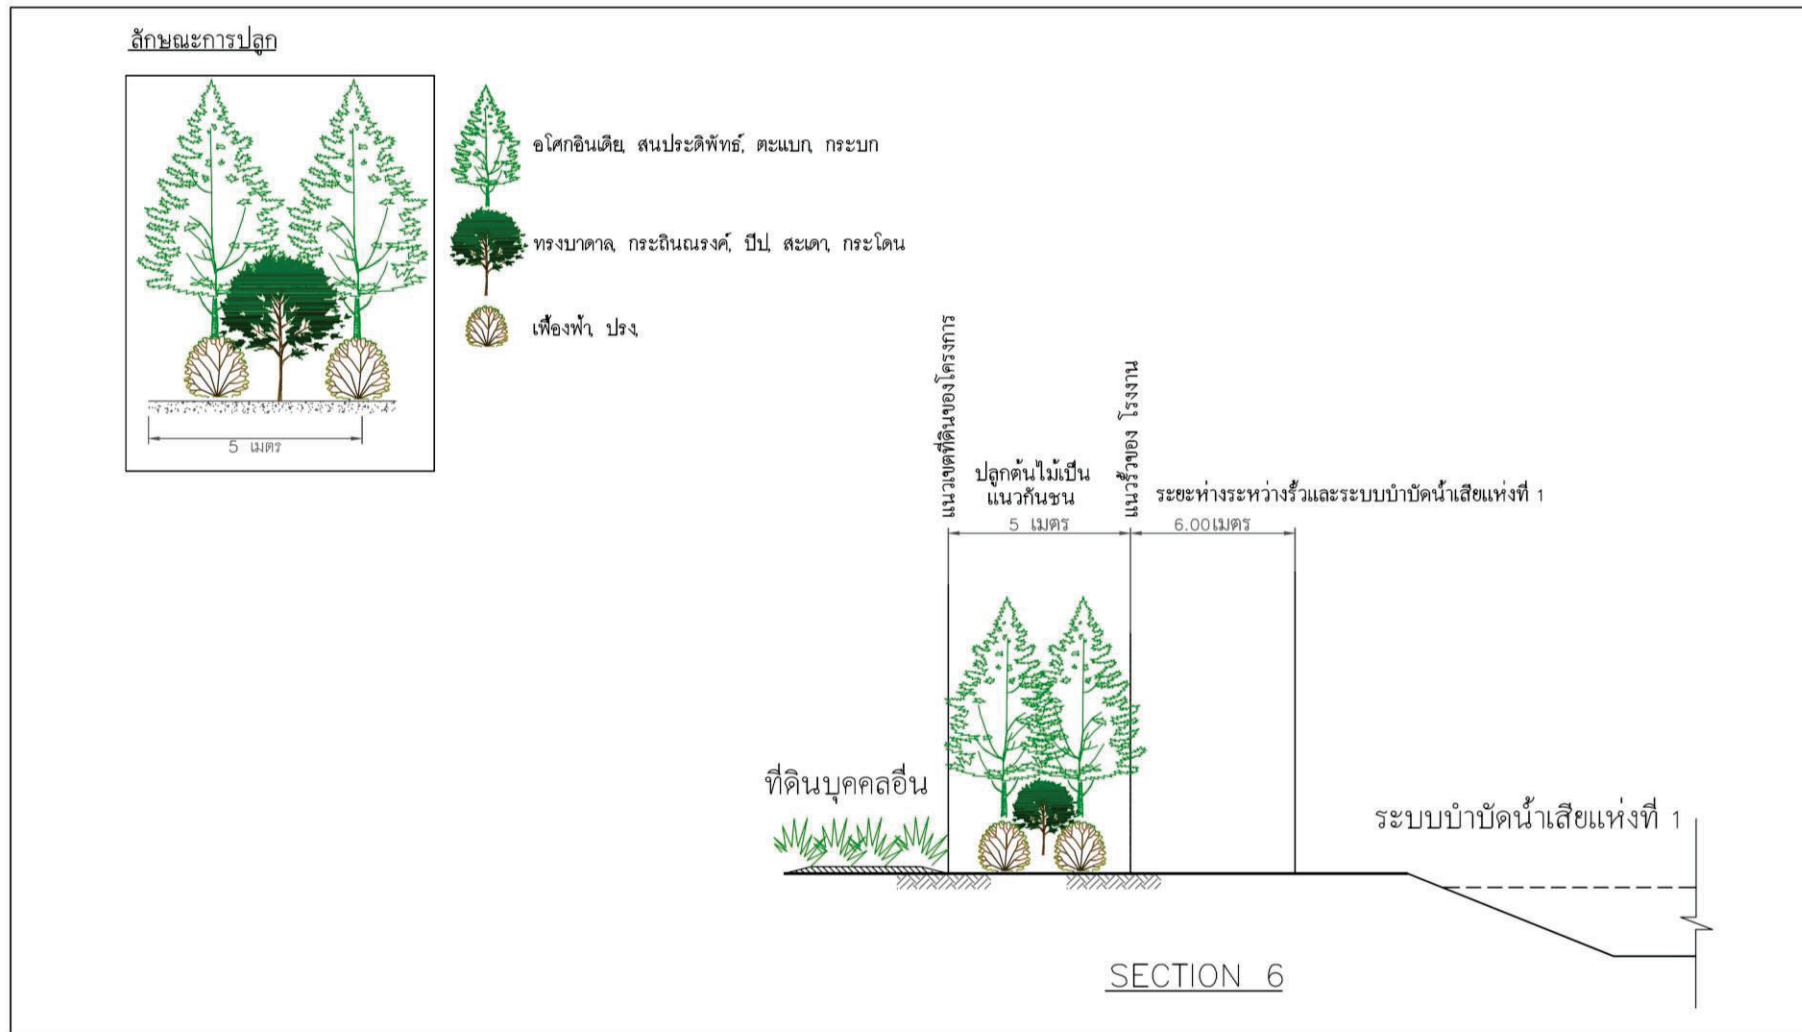 ลักษณะการปลูก
อโศกอินเดีย, สนประดิพัทธ์, ตะแบก, กระบก
ทรงบาดาล, กระถินณรงค์, ปีป, สะเดา, กระโดน
เฟื่องฟ้า, ปรง,
5 เมตร
แนวเขตที่ดินของโครงการ
ปลูกต้นไม้เป็น
แนวกันชน
5 เมตร
แนวรั้วของ โรงงาน
ระยะห่างระหว่างรั้วและระบบบำบัดน้ำเสียแห่งที่ 1
6.00เมตร
ที่ดินบุคคลอื่น
ระบบบำบัดน้ำเสียแห่งที่ 1
SECTION 6